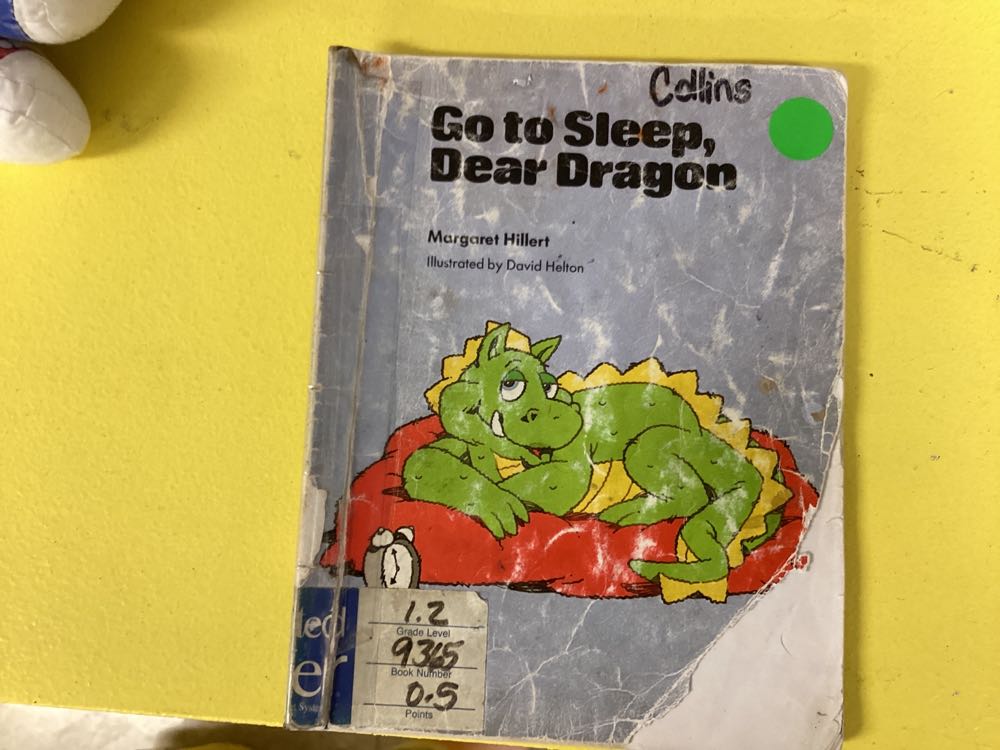 Collins
Go to Sleep,
Dear Dragon
Margaret Hillert
Illustrated by David Helton
1.2
Grade Level
9365
Book Number
0.5
Points